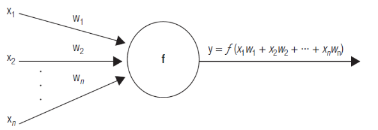 x₁
w₁
x₂
w₂
f
y = f (x₁w₁ + x₂w₂ + ··· + xₙwₙ)
wₙ
xₙ